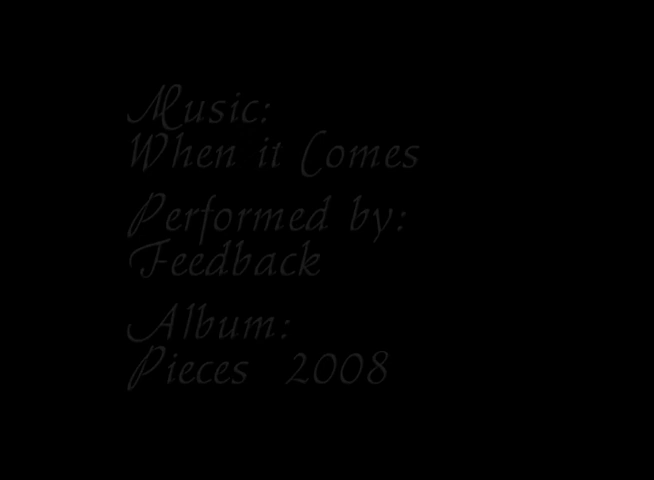 Music:
When it Comes
Performed by:
Feedback
Album:
Pieces 2008